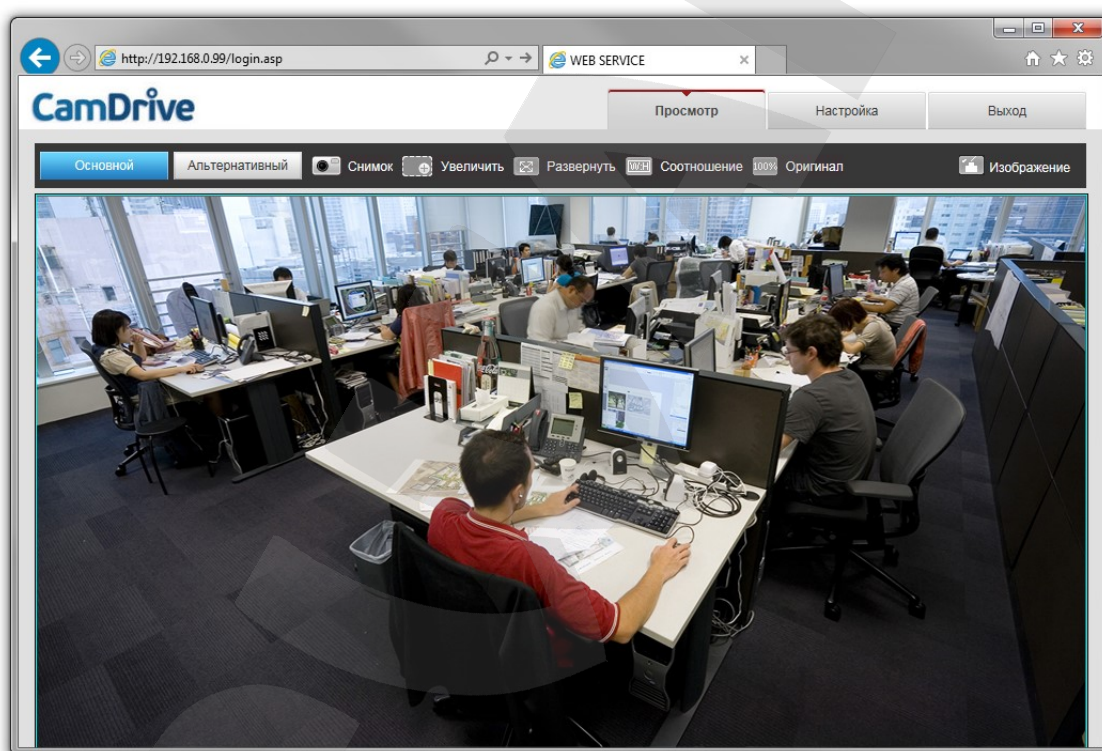 http://192.168.0.99/login.asp
WEB SERVICE
CamDrive
Просмотр
Настройка
Выход
Основной
Альтернативный
Снимок
Увеличить
Развернуть
W:H Соотношение
100% Оригинал
Изображение